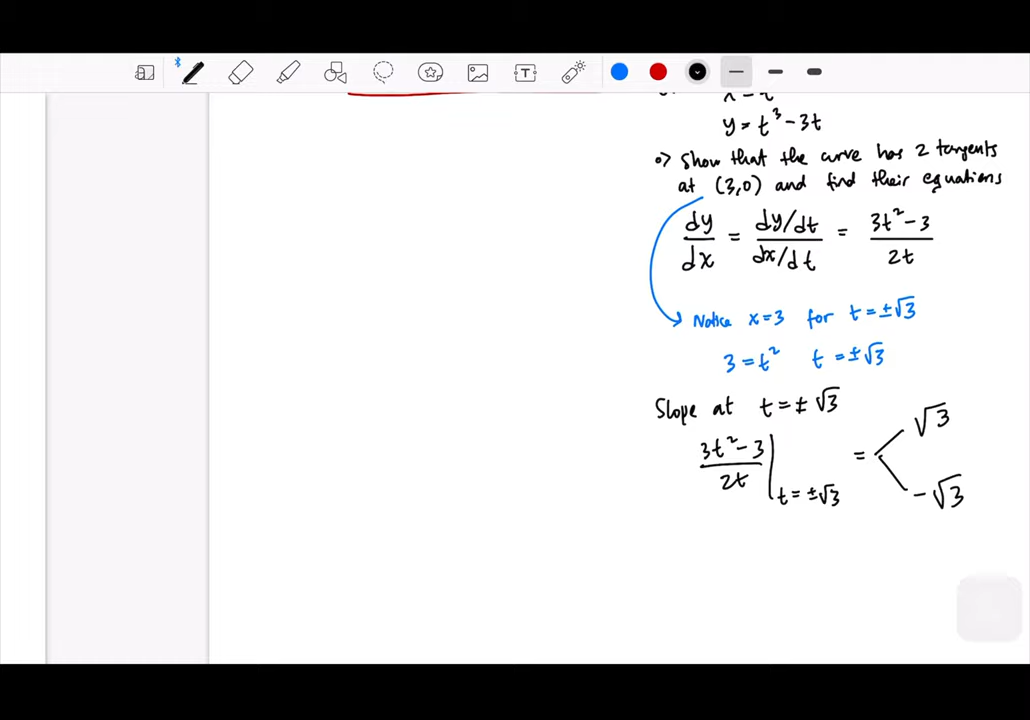 x = t
y = t³ - 3t
a) Show that the curve has 2 tangents
at (3,0) and find their equations
dy/dx = dy/dt / dx/dt = 3t² - 3 / 2t
Notice x = 3 for t = ±√3
3 = t² t = ±√3
Slope at t = ± √3
3t² - 3 / 2t | t = ±√3 = √3
-√3